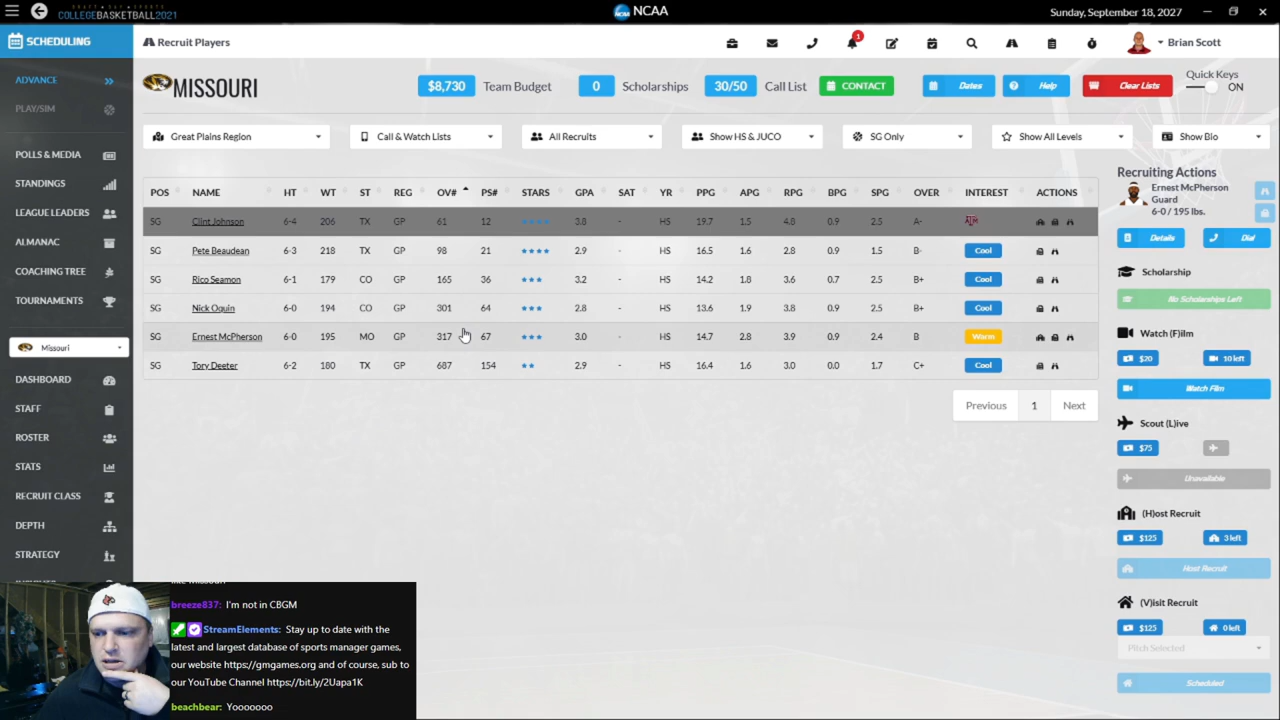 DRAFT DAY SPORTS
COLLEGEBASKETBALL2021
NCAA
Sunday, September 18, 2027
SCHEDULING
Recruit Players
1
Brian Scott
ADVANCE
PLAY/SIM
POLLS & MEDIA
STANDINGS
LEAGUE LEADERS
ALMANAC
COACHING TREE
TOURNAMENTS
Missouri
DASHBOARD
STAFF
ROSTER
STATS
RECRUIT CLASS
DEPTH
STRATEGY
MISSOURI
$8,730 Team Budget 0 Scholarships 30/50 Call List CONTACT Dates Help Clear Lists
Quick Keys
ON
Great Plains Region Call & Watch Lists All Recruits Show HS & JUCO SG Only Show All Levels Show Bio
POS NAME HT WT ST REG OV# PS# STARS GPA SAT YR PPG APG RPG BPG SPG OVER INTEREST ACTIONS
SG Clint Johnson 6-4 206 TX GP 61 12 ★★★★ 3.8 - HS 19.7 1.5 4.8 0.9 2.5 A- ATM
SG Pete Beaudean 6-3 218 TX GP 98 21 ★★★★ 2.9 - HS 16.5 1.6 2.8 0.9 1.5 B- Cool
SG Rico Seamon 6-1 179 CO GP 165 36 ★★★ 3.2 - HS 14.2 1.8 3.6 0.7 2.5 B+ Cool
SG Nick Oquin 6-0 194 CO GP 301 64 ★★★ 2.8 - HS 13.6 1.9 3.8 0.9 2.5 B+ Cool
SG Ernest McPherson 6-0 195 MO GP 317 67 ★★★ 3.0 - HS 14.7 2.8 3.9 0.9 2.4 B Warm
SG Tory Deeter 6-2 180 TX GP 687 154 ★★ 2.9 - HS 16.4 1.6 3.0 0.0 1.7 C+ Cool
Previous 1 Next
Recruiting Actions
Ernest McPherson
Guard
6-0 / 195 lbs.
Details Dial
Scholarship
No Scholarships Left
Watch (F)ilm
$20 10 left
Watch Film
Scout (L)ive
$75
Unavailable
(H)ost Recruit
$125 3 left
Host Recruit
(V)isit Recruit
$125 0 left
Pitch Selected
Scheduled
breeze837: I'm not in CBGM
StreamElements: Stay up to date with the
latest and largest database of sports manager games,
our website https://gmgames.org and of course, sub to
our YouTube Channel https://bit.ly/2Uapa1K
beachbear: Yooooooo